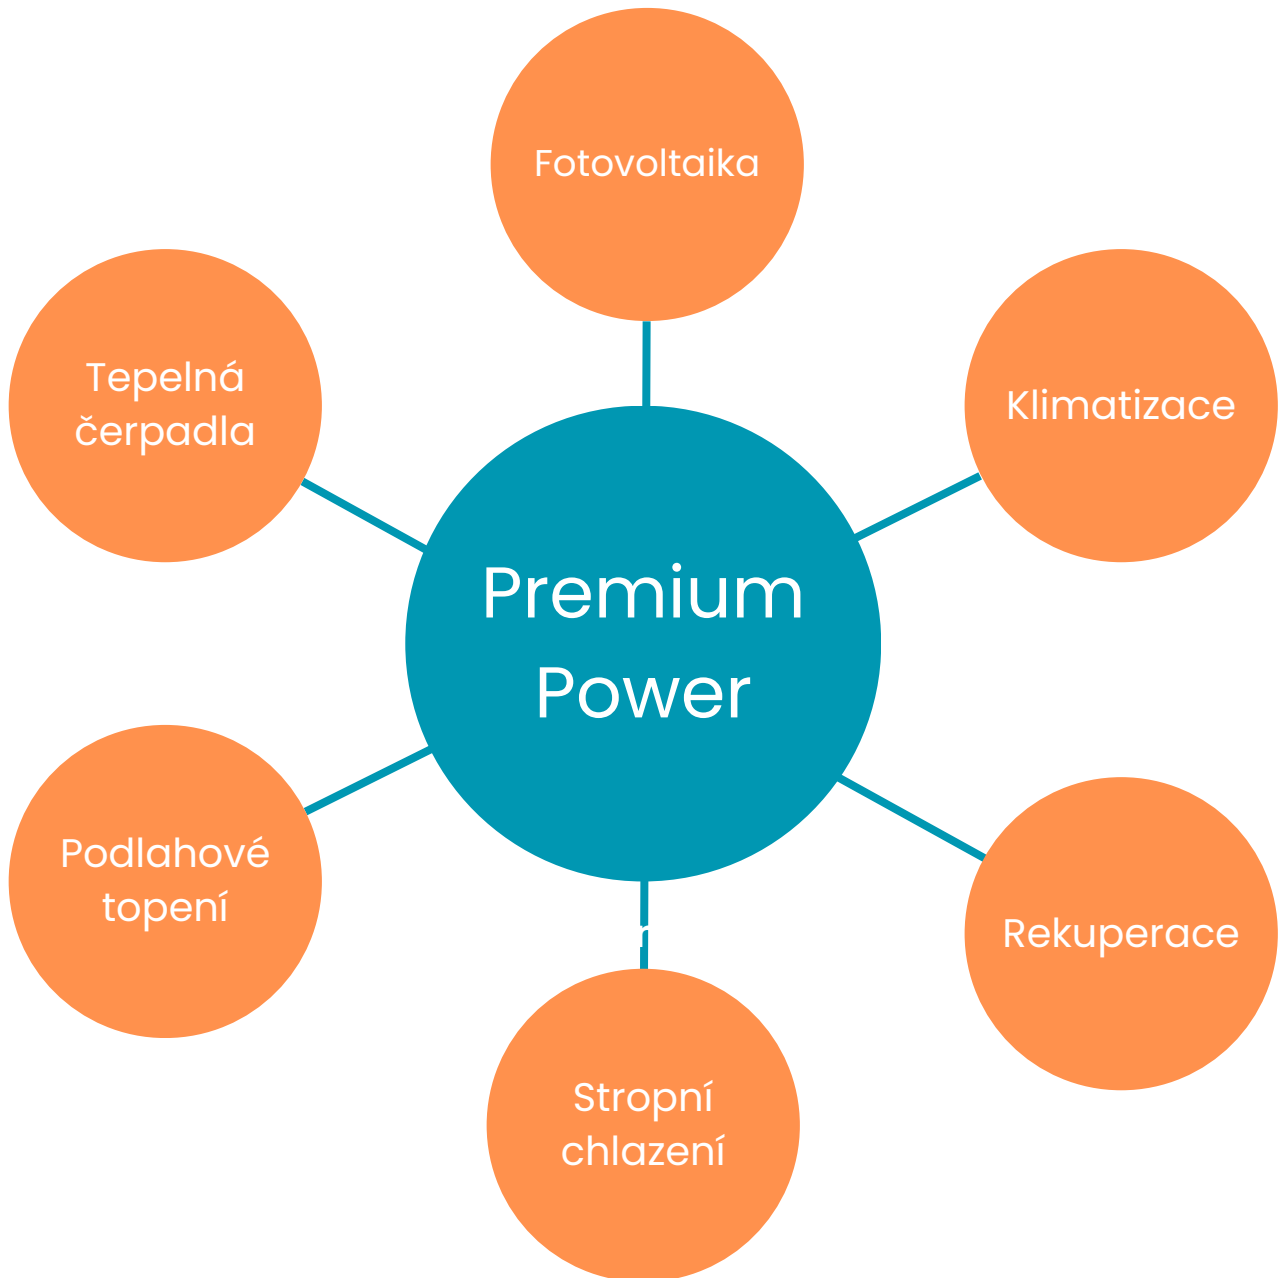 Fotovoltaika
Tepelná
čerpadla
Klimatizace
Premium
Power
Podlahové
topení
Rekuperace
Stropní
chlazení